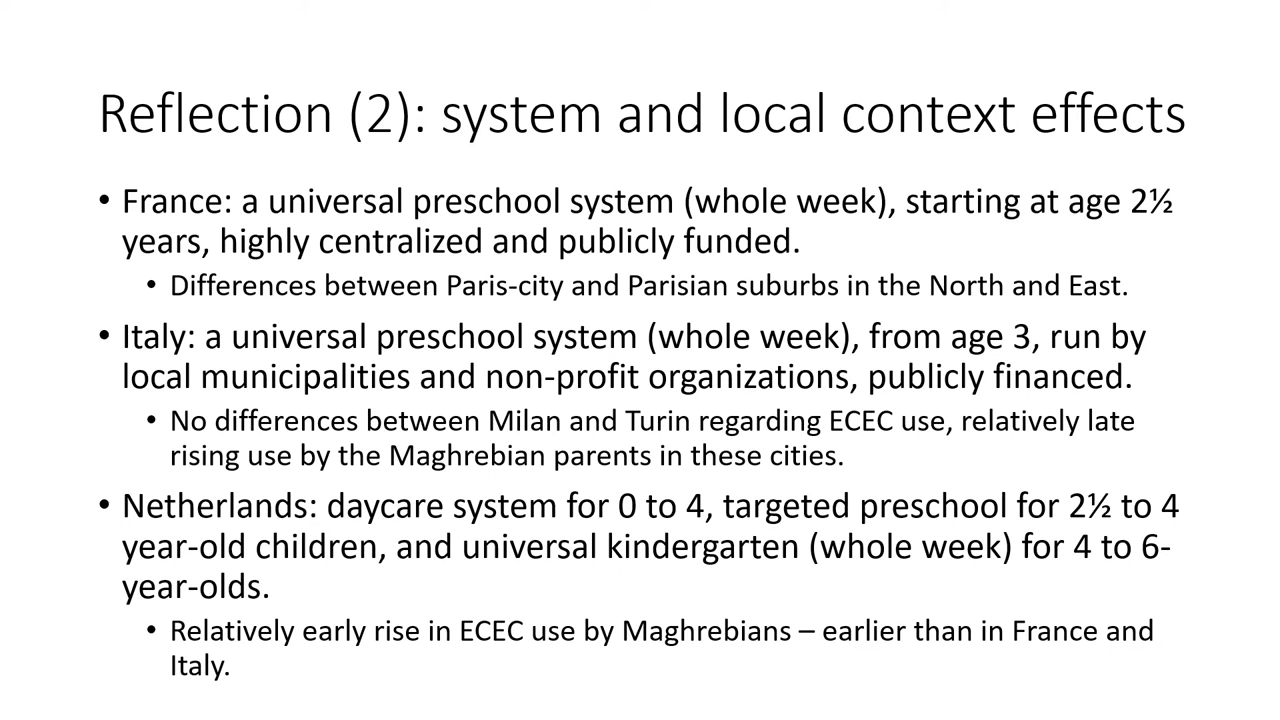 Reflection (2): system and local context effects
• France: a universal preschool system (whole week), starting at age 2½
years, highly centralized and publicly funded.
• Differences between Paris-city and Parisian suburbs in the North and East.
• Italy: a universal preschool system (whole week), from age 3, run by
local municipalities and non-profit organizations, publicly financed.
• No differences between Milan and Turin regarding ECEC use, relatively late
rising use by the Maghrebian parents in these cities.
• Netherlands: daycare system for 0 to 4, targeted preschool for 2½ to 4
year-old children, and universal kindergarten (whole week) for 4 to 6-
year-olds.
• Relatively early rise in ECEC use by Maghrebians – earlier than in France and
Italy.